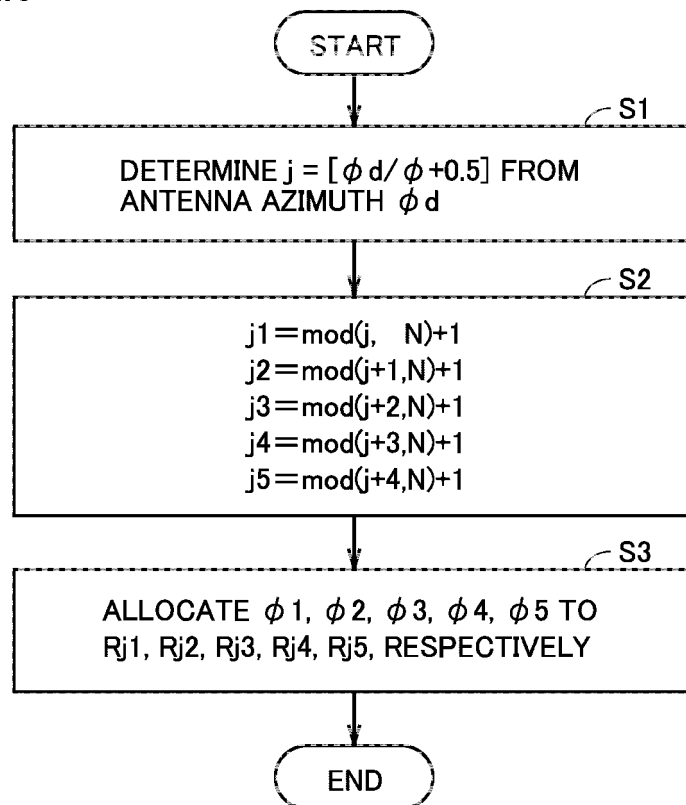 START
S1
DETERMINE j = [φd/φ+0.5] FROM
ANTENNA AZIMUTH φd
S2
j1=mod(j, N)+1
j2=mod(j+1,N)+1
j3=mod(j+2,N)+1
j4=mod(j+3,N)+1
j5=mod(j+4,N)+1
S3
ALLOCATE φ1, φ2, φ3, φ4, φ5 TO
Rj1, Rj2, Rj3, Rj4, Rj5, RESPECTIVELY
END